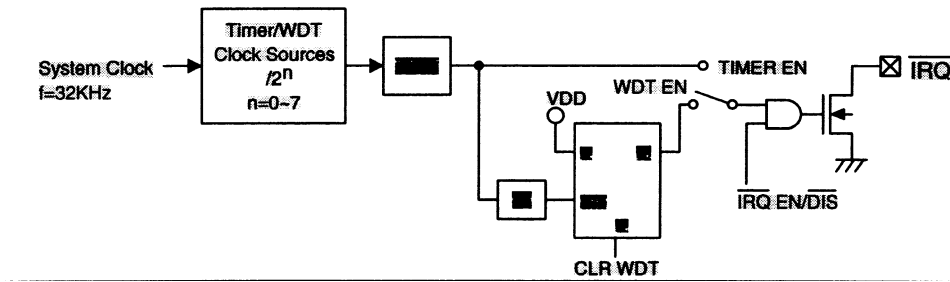 Timer/WDT
Clock Sources
/2ⁿ
n=0~7
System Clock
f=32KHz
TIMER EN
IRQ
WDT EN
VDD
IRQ EN/DIS
CLR WDT